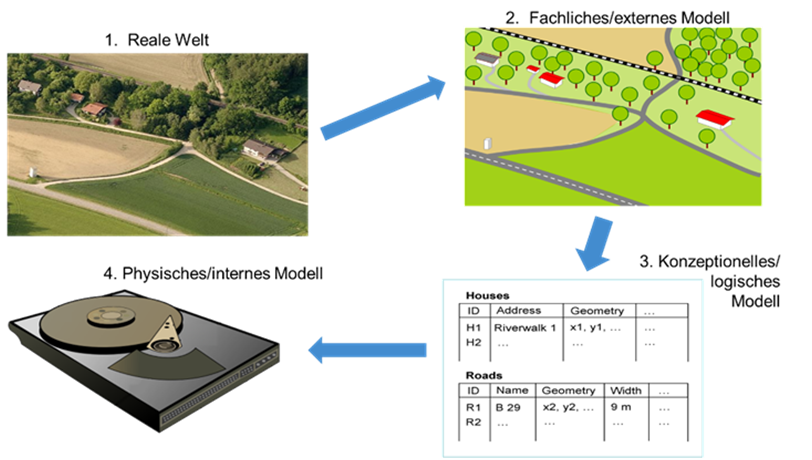 1. Reale Welt
2. Fachliches/externes Modell
3. Konzeptionelles/
logisches
Modell
Houses
ID Address Geometry …
H1 Riverwalk 1 x1, y1, … …
H2 … … …
Roads
ID Name Geometry Width …
R1 B 29 x2, y2, … 9 m …
R2 … … … …
4. Physisches/internes Modell